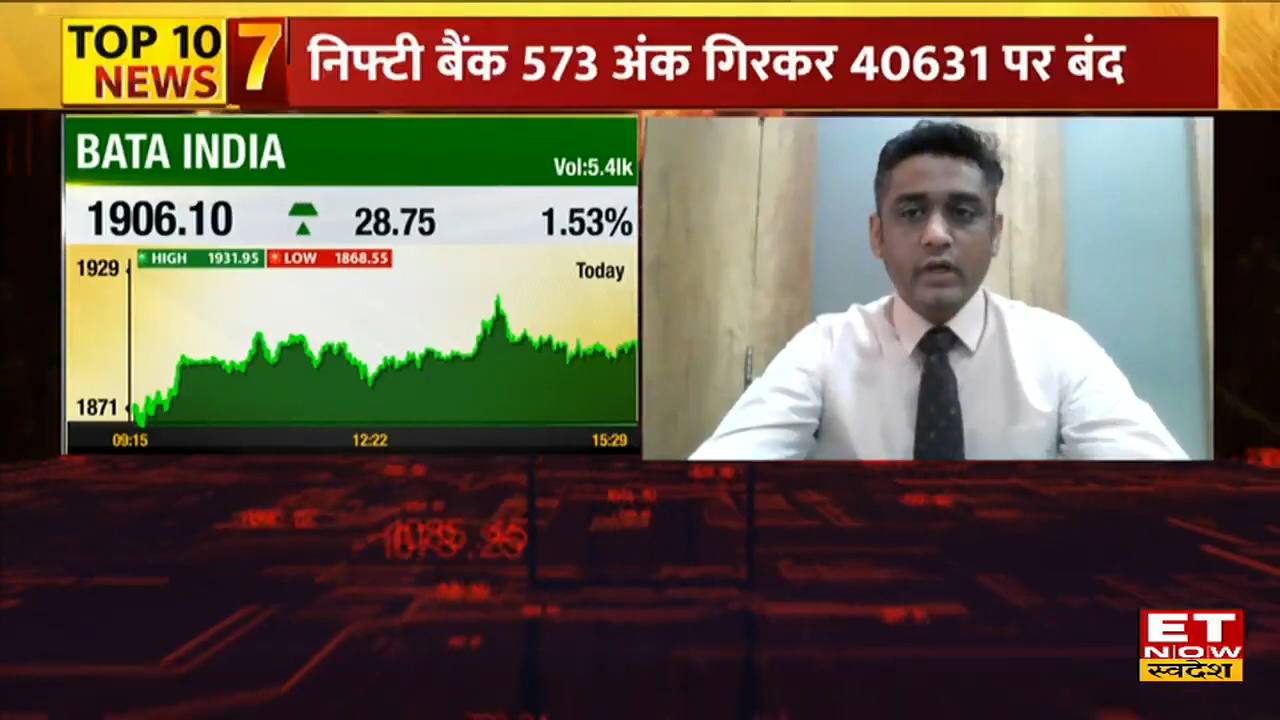 TOP 10
NEWS
7
निफ्टी बैंक 573 अंक गिरकर 40631 पर बंद
BATA INDIA
Vol:5.4lk
1906.10 28.75 1.53%
HIGH 1931.95 LOW 1868.55
1929
Today
1871
09:15 12:22 15:29
ET
NOW
स्वदेश